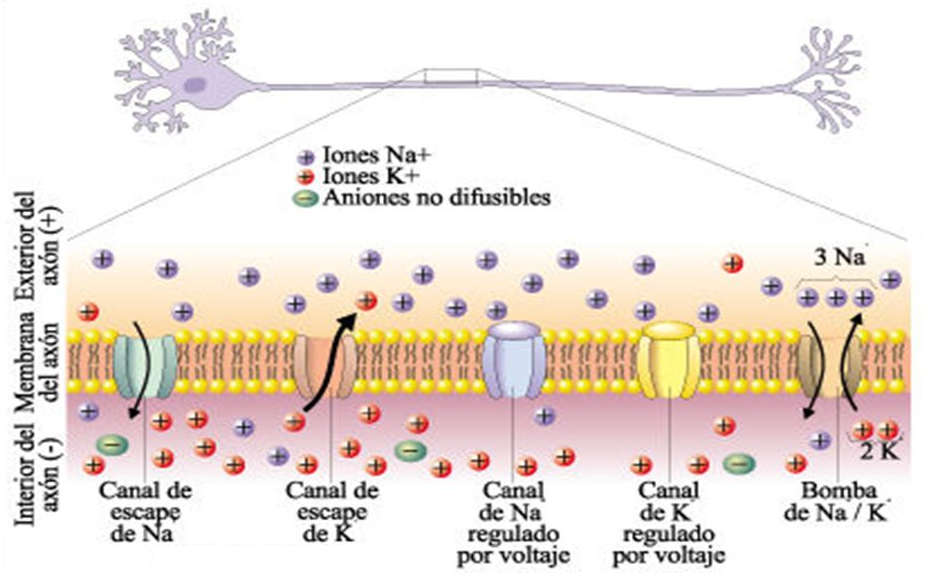 Iones Na+
Iones K+
Aniones no difusibles
Exterior del
axón (+)
Membrana
del axón
Interior del
axón (-)
3 Na
2 K
Canal de
escape
de Na
Canal de
escape
de K
Canal
de Na
regulado
por voltaje
Canal
de K
regulado
por voltaje
Bomba
de Na / K